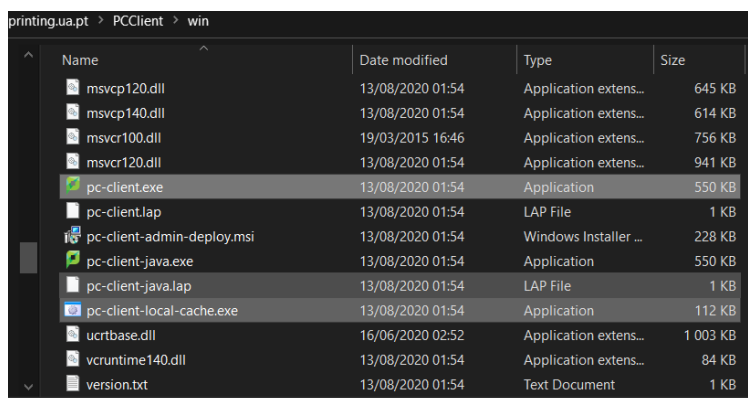 printing.ua.pt > PCClient > win
Name Date modified Type Size
msvcp120.dll 13/08/2020 01:54 Application extens... 645 KB
msvcp140.dll 13/08/2020 01:54 Application extens... 614 KB
msvcr100.dll 19/03/2015 16:46 Application extens... 756 KB
msvcr120.dll 13/08/2020 01:54 Application extens... 941 KB
pc-client.exe 13/08/2020 01:54 Application 550 KB
pc-client.lap 13/08/2020 01:54 LAP File 1 KB
pc-client-admin-deploy.msi 13/08/2020 01:54 Windows Installer ... 228 KB
pc-client-java.exe 13/08/2020 01:54 Application 550 KB
pc-client-java.lap 13/08/2020 01:54 LAP File 1 KB
pc-client-local-cache.exe 13/08/2020 01:54 Application 112 KB
ucrtbase.dll 16/06/2020 02:52 Application extens... 1 003 KB
vcruntime140.dll 13/08/2020 01:54 Application extens... 84 KB
version.txt 13/08/2020 01:54 Text Document 1 KB